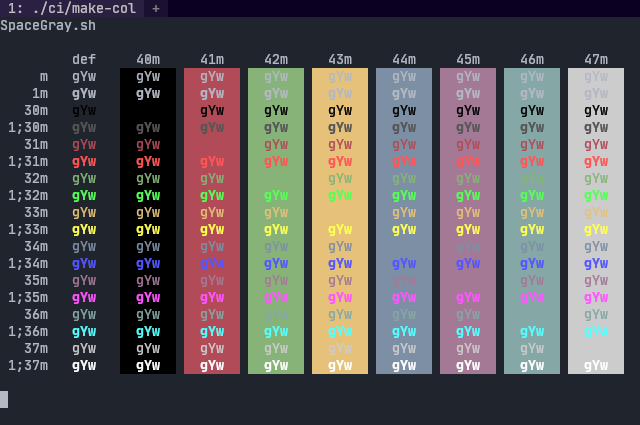 1: ./ci/make-col +
SpaceGray.sh
def 40m 41m 42m 43m 44m 45m 46m 47m
m gYw gYw gYw gYw gYw gYw gYw gYw gYw
1m gYw gYw gYw gYw gYw gYw gYw gYw gYw
30m gYw gYw gYw gYw gYw gYw gYw gYw
1;30m gYw gYw gYw gYw gYw gYw gYw gYw gYw
31m gYw gYw gYw gYw gYw gYw gYw gYw
1;31m gYw gYw gYw gYw gYw gYw gYw gYw gYw
32m gYw gYw gYw gYw gYw gYw gYw gYw
1;32m gYw gYw gYw gYw gYw gYw gYw gYw gYw
33m gYw gYw gYw gYw gYw gYw gYw gYw
1;33m gYw gYw gYw gYw gYw gYw gYw gYw gYw
34m gYw gYw gYw gYw gYw gYw gYw gYw
1;34m gYw gYw gYw gYw gYw gYw gYw gYw gYw
35m gYw gYw gYw gYw gYw gYw gYw gYw
1;35m gYw gYw gYw gYw gYw gYw gYw gYw gYw
36m gYw gYw gYw gYw gYw gYw gYw gYw
1;36m gYw gYw gYw gYw gYw gYw gYw gYw gYw
37m gYw gYw gYw gYw gYw gYw gYw gYw
1;37m gYw gYw gYw gYw gYw gYw gYw gYw gYw